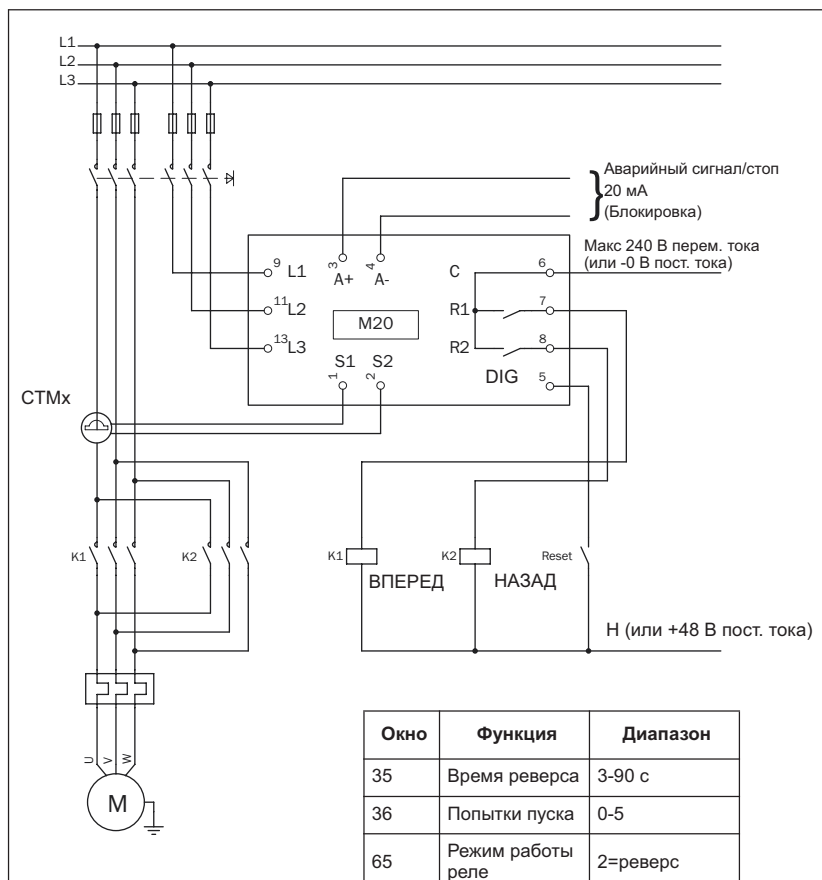 L1
L2
L3
Аварийный сигнал/стоп
20 мА
(Блокировка)
Макс 240 В перем. тока
(или -0 В пост. тока)
9 L1
3 A+
4 A-
C 6
11 L2
M20
R1 7
13 L3
R2 8
S1 S2
1 2
DIG 5
CTMx
K1
K2
K1
ВПЕРЕД
K2
НАЗАД
Reset
Н (или +48 В пост. тока)
U V W
M
Окно Функция Диапазон
35 Время реверса 3-90 с
36 Попытки пуска 0-5
65 Режим работы реле 2=реверс